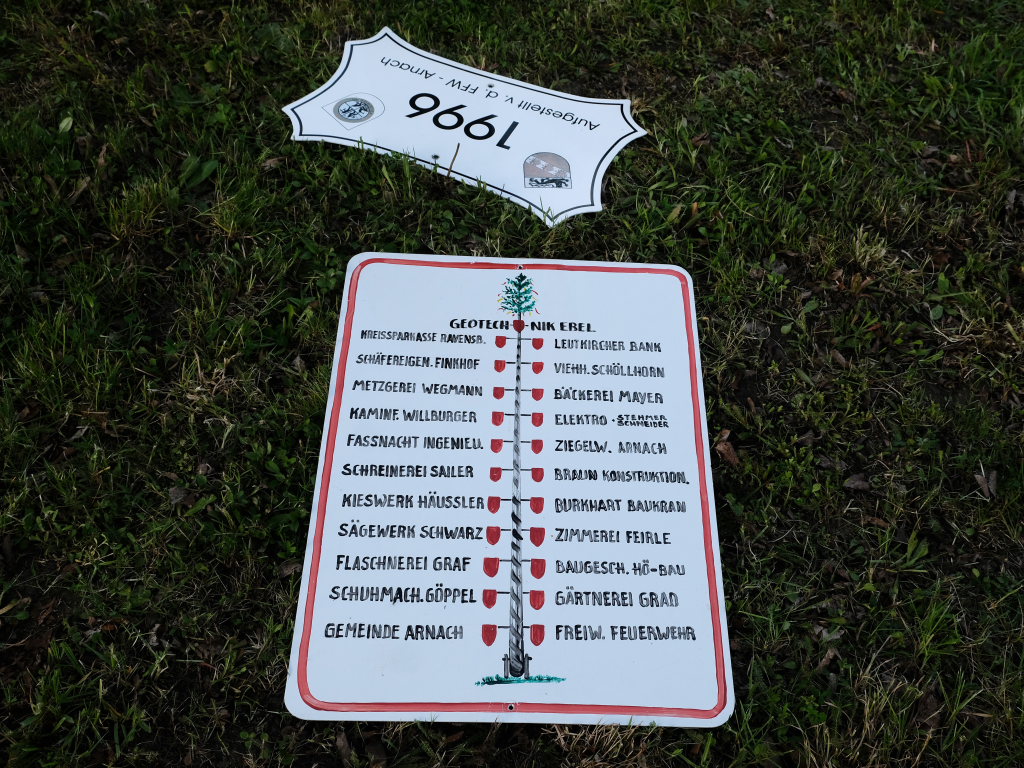 Aufgestellt v. d. FFW - Arnach
1996
GEOTECHNIK EBEL
KREISSPARKASSE RAVENSB. LEUTKIRCHER BANK
SCHÄFEREIGEN. FINKHOF VIEHH. SCHÖLLHORN
METZGEREI WEGMANN BÄCKEREI MAYER
KAMINF. WILLBURGER ELEKTRO - STEHMER SCHNEIDER
FASSNACHT INGENIEU. ZIEGELW. ARNACH
SCHREINEREI SAILER BRAUN KONSTRUKTION.
KIESWERK HÄUSSLER BURKHART BAUKRAN
SÄGEWERK SCHWARZ ZIMMEREI FEIRLE
FLASCHNEREI GRAF BAUGESCH. HÖ-BAU
SCHUHMACH. GÖPPEL GÄRTNEREI GRAD
GEMEINDE ARNACH FREIW. FEUERWEHR